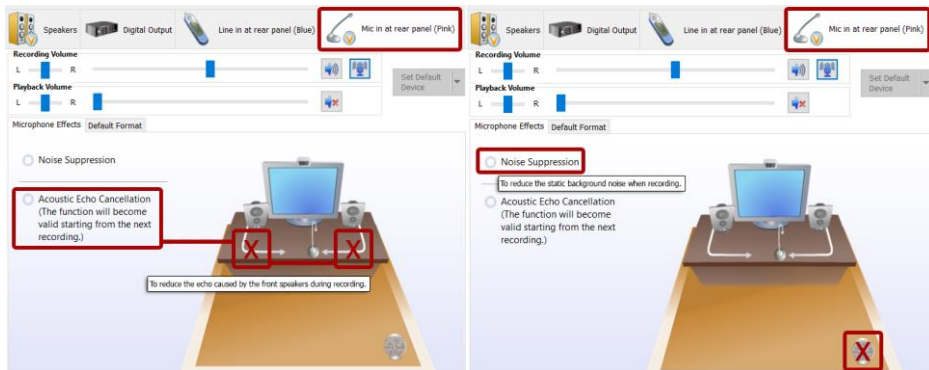 Speakers
Digital Output
Line in at rear panel (Blue)
Mic in at rear panel (Pink)
Recording Volume
L R
Set Default
Device
Playback Volume
L R
Microphone Effects
Default Format
Noise Suppression
Acoustic Echo Cancellation
(The function will become
valid starting from the next
recording.)
X X
To reduce the echo caused by the front speakers during recording.
Speakers
Digital Output
Line in at rear panel (Blue)
Mic in at rear panel (Pink)
Recording Volume
L R
Set Default
Device
Playback Volume
L R
Microphone Effects
Default Format
Noise Suppression
To reduce the static background noise when recording.
Acoustic Echo Cancellation
(The function will become
valid starting from the next
recording.)
X